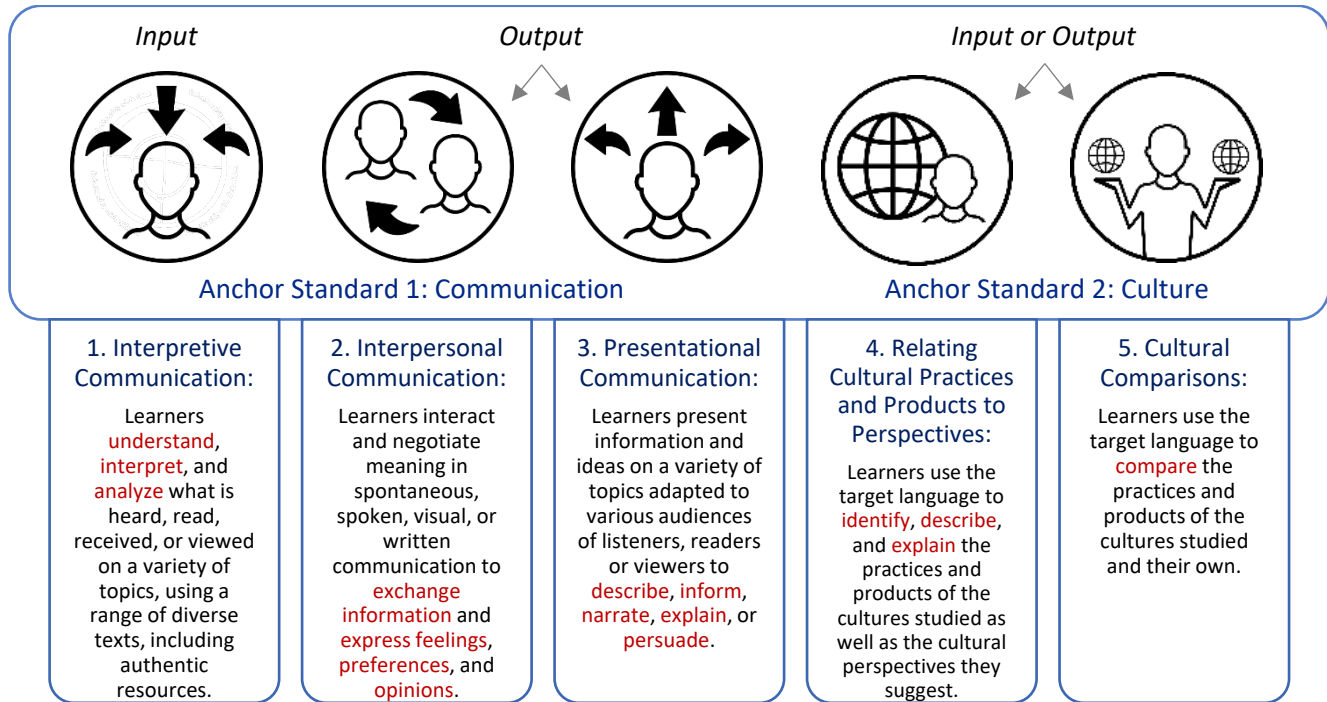 Input
Output
Input or Output
Anchor Standard 1: Communication
Anchor Standard 2: Culture
1. Interpretive
Communication:
Learners
understand,
interpret, and
analyze what is
heard, read,
received, or viewed
on a variety of
topics, using a
range of diverse
texts, including
authentic
resources.
2. Interpersonal
Communication:
Learners interact
and negotiate
meaning in
spontaneous,
spoken, visual, or
written
communication to
exchange
information and
express feelings,
preferences, and
opinions.
3. Presentational
Communication:
Learners present
information and
ideas on a variety of
topics adapted to
various audiences
of listeners, readers
or viewers to
describe, inform,
narrate, explain, or
persuade.
4. Relating
Cultural Practices
and Products to
Perspectives:
Learners use the
target language to
identify, describe,
and explain the
practices and
products of the
cultures studied as
well as the cultural
perspectives they
suggest.
5. Cultural
Comparisons:
Learners use the
target language to
compare the
practices and
products of the
cultures studied
and their own.